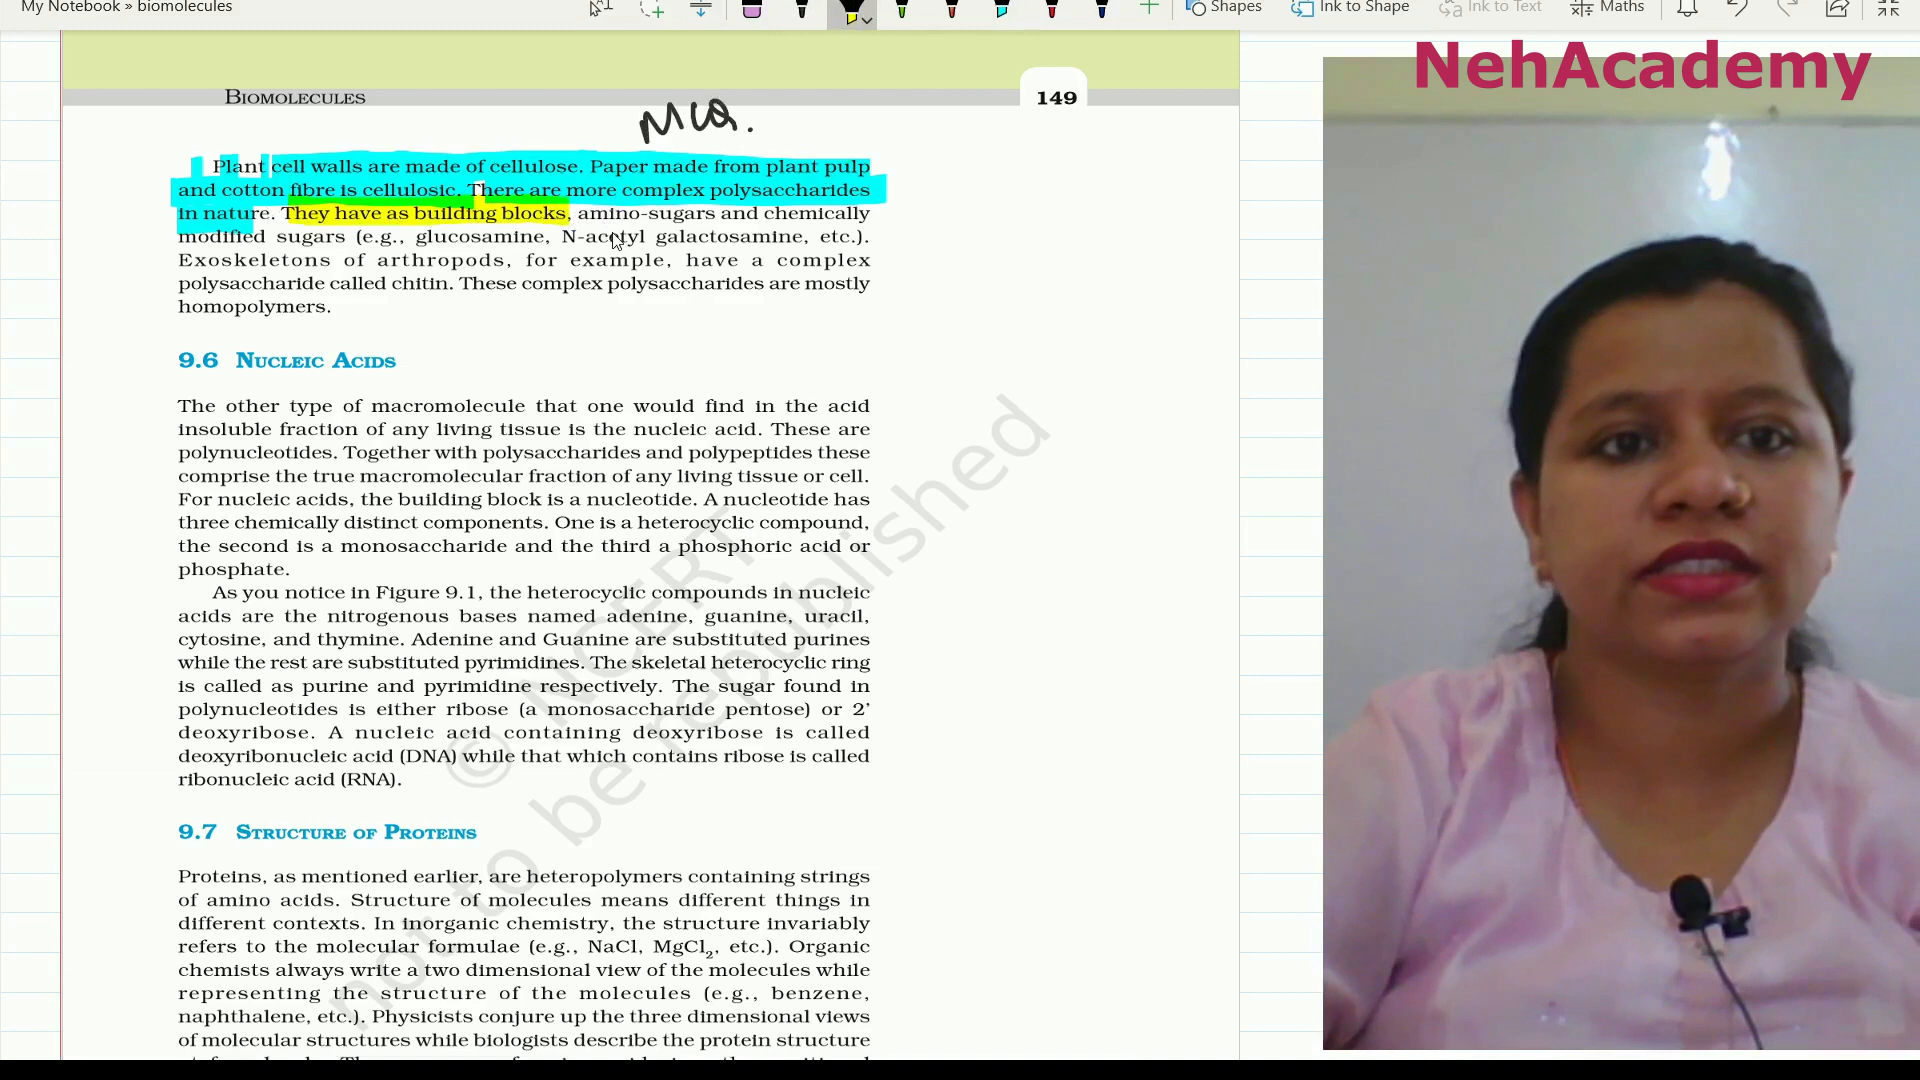 My Notebook » biomolecules
Shapes
Ink to Shape
Ink to Text
Maths
NehAcademy
BIOMOLECULES
149
MCQ.
Plant cell walls are made of cellulose. Paper made from plant pulp
and cotton fibre is cellulosic. There are more complex polysaccharides
in nature. They have as building blocks, amino-sugars and chemically
modified sugars (e.g., glucosamine, N-acetyl galactosamine, etc.).
Exoskeletons of arthropods, for example, have a complex
polysaccharide called chitin. These complex polysaccharides are mostly
homopolymers.
9.6 NUCLEIC ACIDS
The other type of macromolecule that one would find in the acid
insoluble fraction of any living tissue is the nucleic acid. These are
polynucleotides. Together with polysaccharides and polypeptides these
comprise the true macromolecular fraction of any living tissue or cell.
For nucleic acids, the building block is a nucleotide. A nucleotide has
three chemically distinct components. One is a heterocyclic compound,
the second is a monosaccharide and the third a phosphoric acid or
phosphate.
As you notice in Figure 9.1, the heterocyclic compounds in nucleic
acids are the nitrogenous bases named adenine, guanine, uracil,
cytosine, and thymine. Adenine and Guanine are substituted purines
while the rest are substituted pyrimidines. The skeletal heterocyclic ring
is called as purine and pyrimidine respectively. The sugar found in
polynucleotides is either ribose (a monosaccharide pentose) or 2’
deoxyribose. A nucleic acid containing deoxyribose is called
deoxyribonucleic acid (DNA) while that which contains ribose is called
ribonucleic acid (RNA).
9.7 STRUCTURE OF PROTEINS
Proteins, as mentioned earlier, are heteropolymers containing strings
of amino acids. Structure of molecules means different things in
different contexts. In inorganic chemistry, the structure invariably
refers to the molecular formulae (e.g., NaCl, MgCl₂, etc.). Organic
chemists always write a two dimensional view of the molecules while
representing the structure of the molecules (e.g., benzene,
naphthalene, etc.). Physicists conjure up the three dimensional views
of molecular structures while biologists describe the protein structure
© NCERT
not to be republished